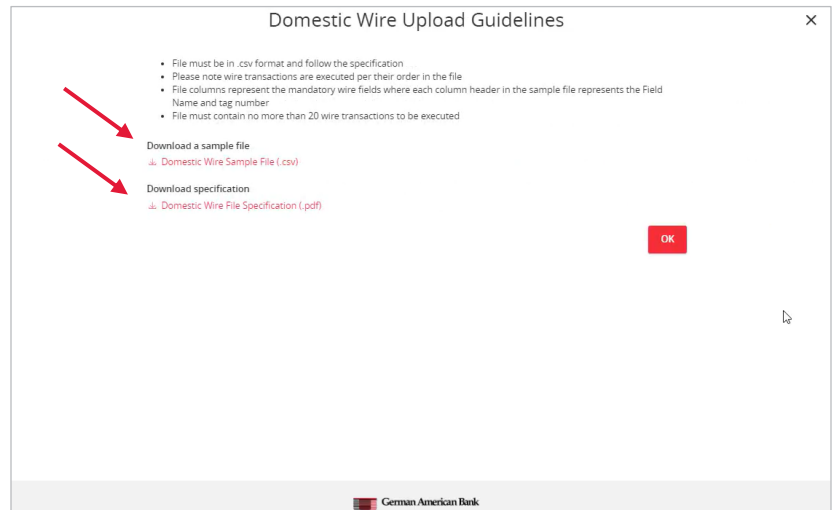 Domestic Wire Upload Guidelines
• File must be in .csv format and follow the specification
• Please note wire transactions are executed per their order in the file
• File columns represent the mandatory wire fields where each column header in the sample file represents the Field
Name and tag number
• File must contain no more than 20 wire transactions to be executed
Download a sample file
Domestic Wire Sample File (.csv)
Download specification
Domestic Wire File Specification (.pdf)
OK
German American Bank